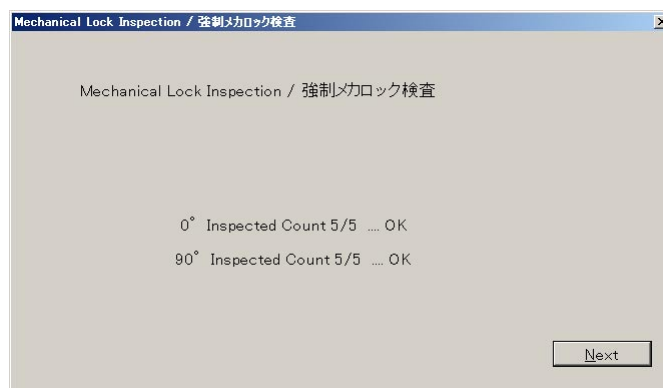 Mechanical Lock Inspection / 強制メカロック検査
Mechanical Lock Inspection / 強制メカロック検査
0° Inspected Count 5/5 .... OK
90° Inspected Count 5/5 .... OK
Next